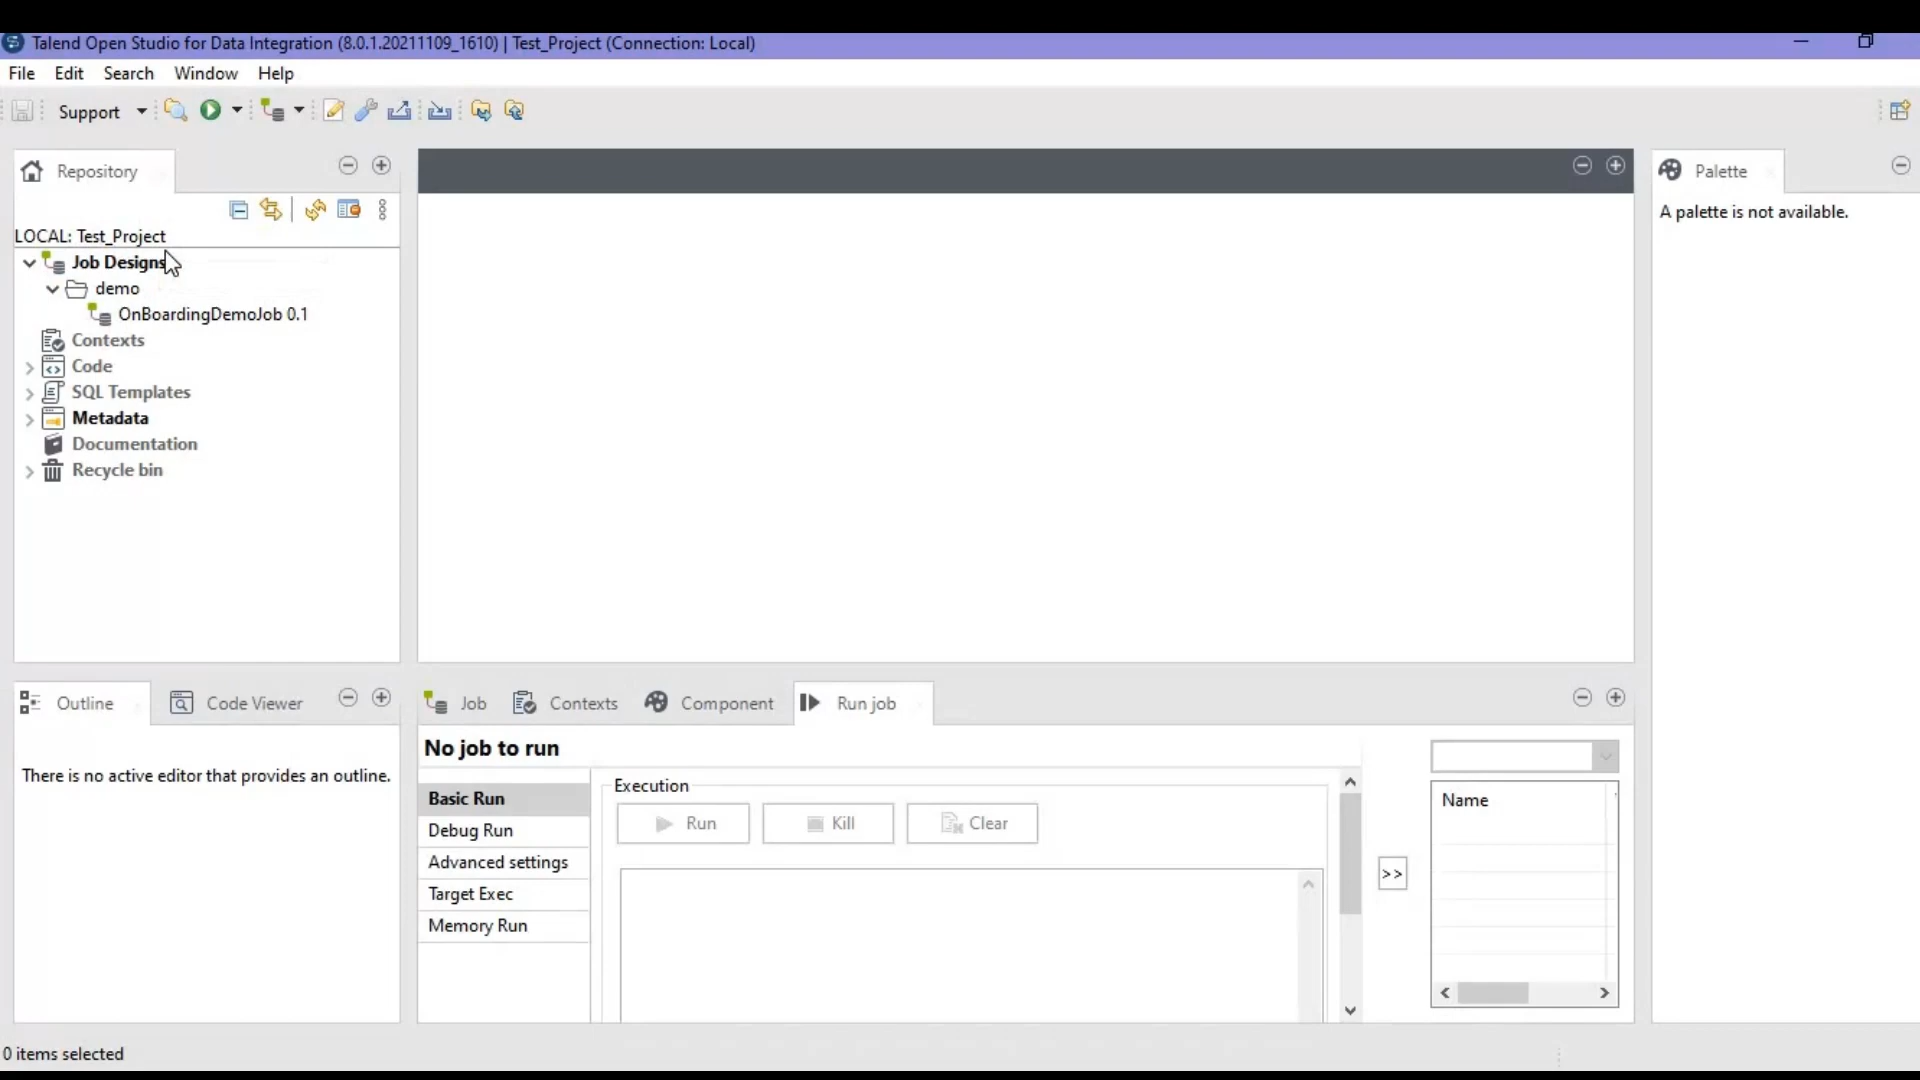 Talend Open Studio for Data Integration (8.0.1.20211109_1610) | Test_Project (Connection: Local)
File Edit Search Window Help
Support
Repository
LOCAL: Test_Project
Job Designs
demo
OnBoardingDemoJob 0.1
Contexts
Code
SQL Templates
Metadata
Documentation
Recycle bin
Palette
A palette is not available.
Outline Code Viewer
There is no active editor that provides an outline.
Job Contexts Component Run job
No job to run
Basic Run
Debug Run
Advanced settings
Target Exec
Memory Run
Execution
Run Kill Clear
>>
Name
0 items selected